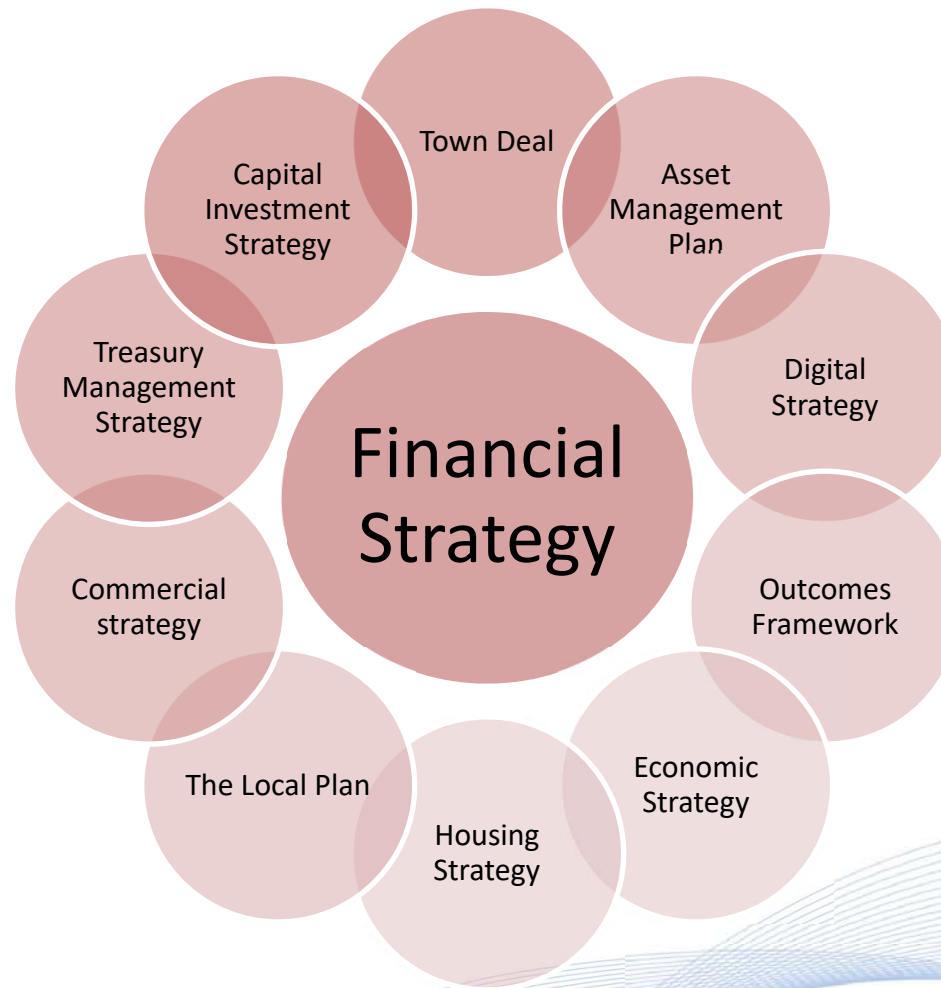 Town Deal
Asset
Management
Plan
Digital
Strategy
Outcomes
Framework
Economic
Strategy
Housing
Strategy
The Local Plan
Commercial
strategy
Treasury
Management
Strategy
Capital
Investment
Strategy
Financial
Strategy